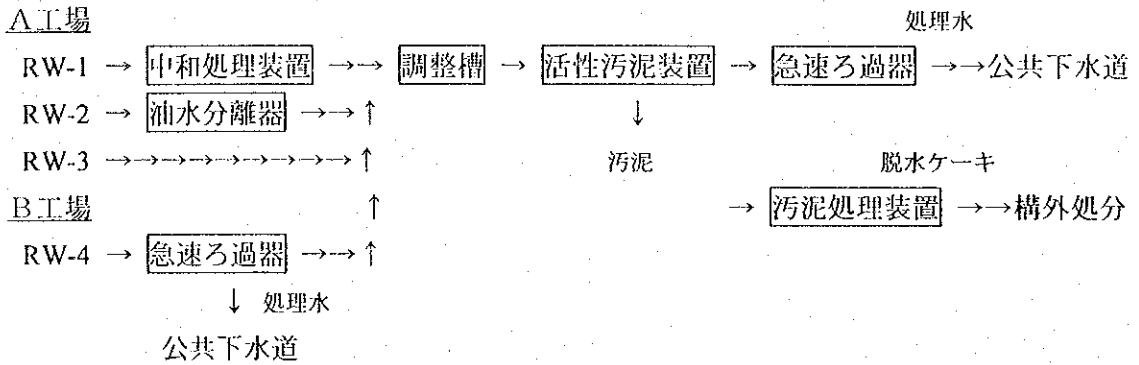 A工場
処理水
RW-1 → 中和処理装置 →→ 調整槽 → 活性汚泥装置 → 急速ろ過器 →→公共下水道
RW-2 → 油水分離器 →→ ↑ ↓
RW-3 →→→→→→→→→ ↑ 汚泥 脱水ケーキ
B工場 ↑ → 汚泥処理装置 →→構外処分
RW-4 → 急速ろ過器 →→ ↑
↓ 処理水
公共下水道